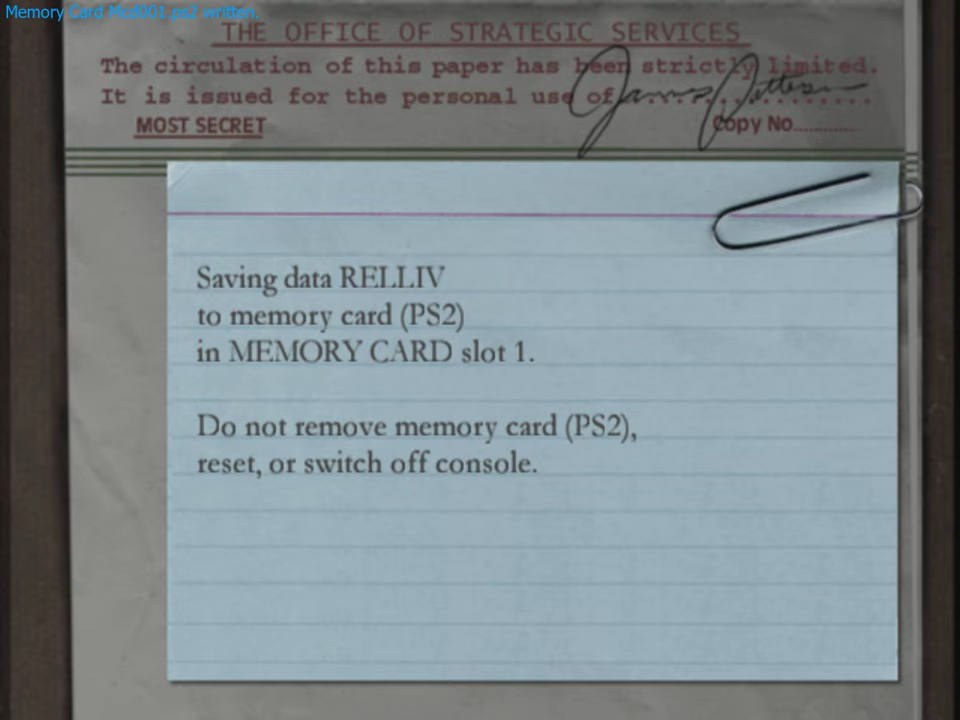 Memory Card Mcd001.ps2 written.
THE OFFICE OF STRATEGIC SERVICES
The circulation of this paper has been strictly limited.
It is issued for the personal use of..................
James Patterson
MOST SECRET
Copy No............
Saving data RELLIV
to memory card (PS2)
in MEMORY CARD slot 1.
Do not remove memory card (PS2),
reset, or switch off console.